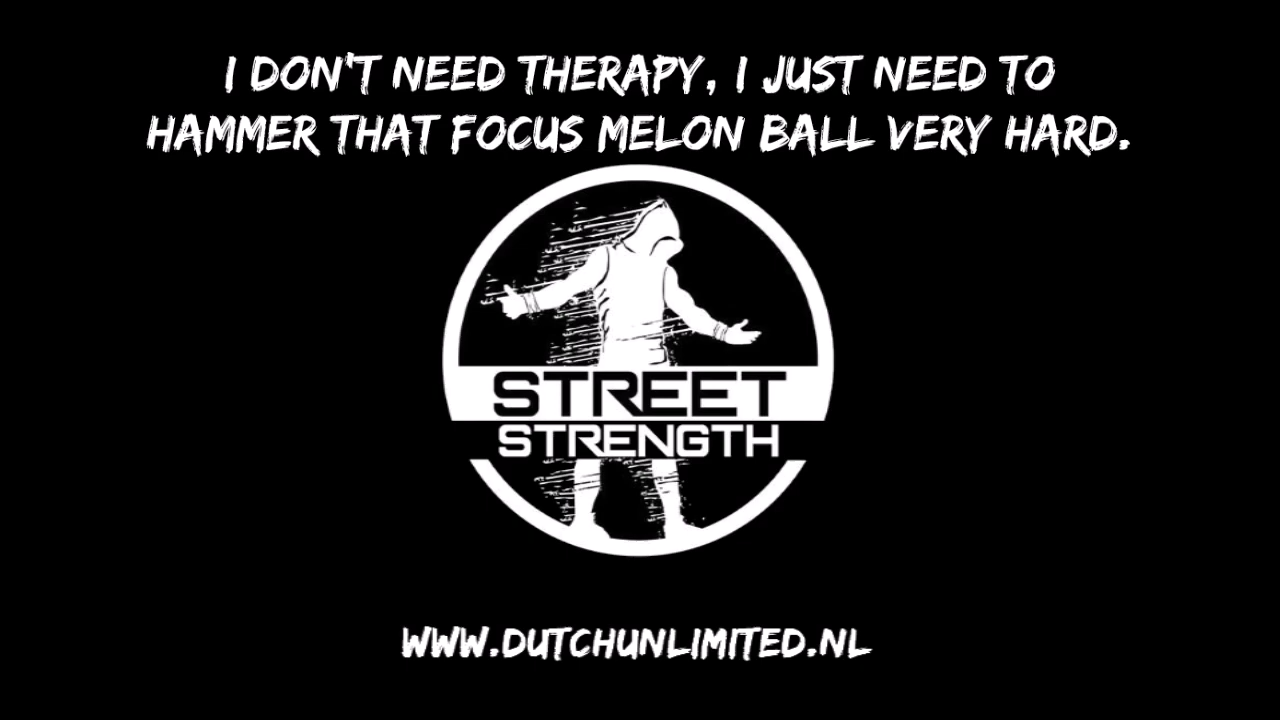 I DON'T NEED THERAPY, I JUST NEED TO
HAMMER THAT FOCUS MELON BALL VERY HARD.
STREET
STRENGTH
WWW.DUTCHUNLIMITED.NL